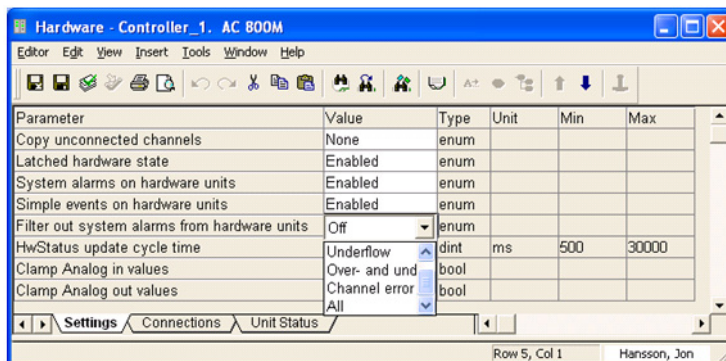 Hardware - Controller_1. AC 800M
Editor Edit View Insert Tools Window Help
Parameter Value Type Unit Min Max
Copy unconnected channels None enum
Latched hardware state Enabled enum
System alarms on hardware units Enabled enum
Simple events on hardware units Enabled enum
Filter out system alarms from hardware units Off enum
HwStatus update cycle time Underflow dint ms 500 30000
Clamp Analog in values Over- and und bool
Clamp Analog out values Channel error bool
All
Settings Connections Unit Status
Row 5, Col 1 Hansson, Jon